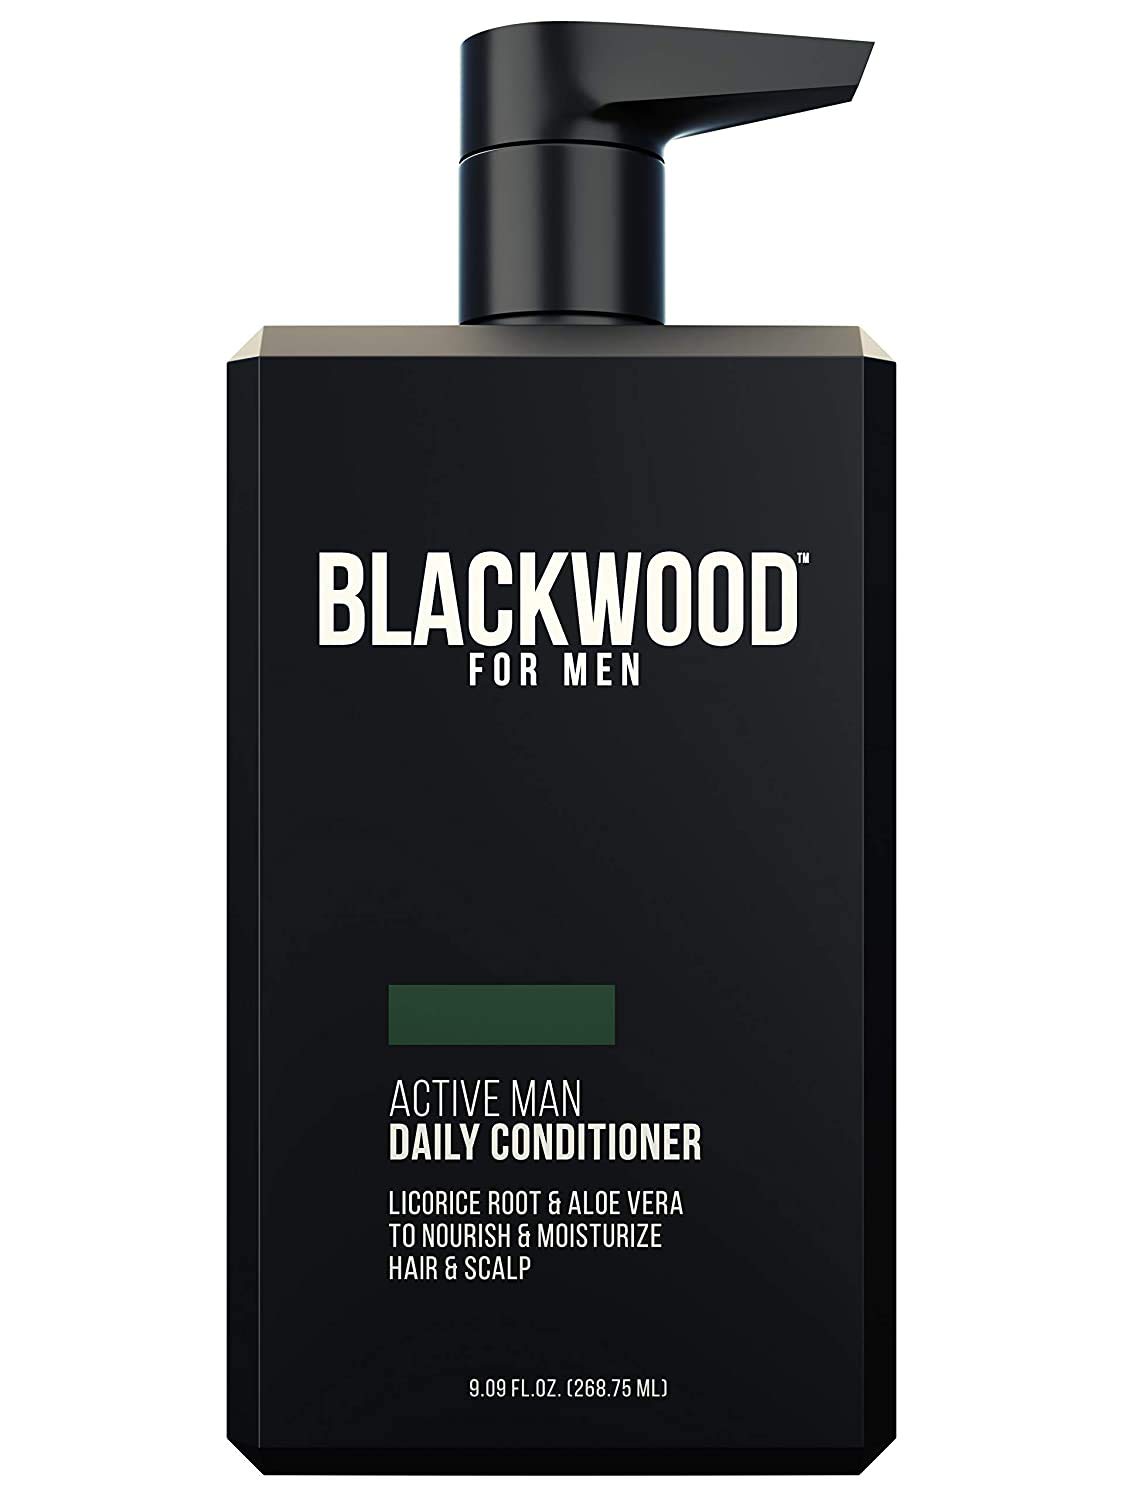 BLACKWOOD™
FOR MEN
ACTIVE MAN
DAILY CONDITIONER
LICORICE ROOT & ALOE VERA
TO NOURISH & MOISTURIZE
HAIR & SCALP
9.09 FL.OZ. (268.75 ML)